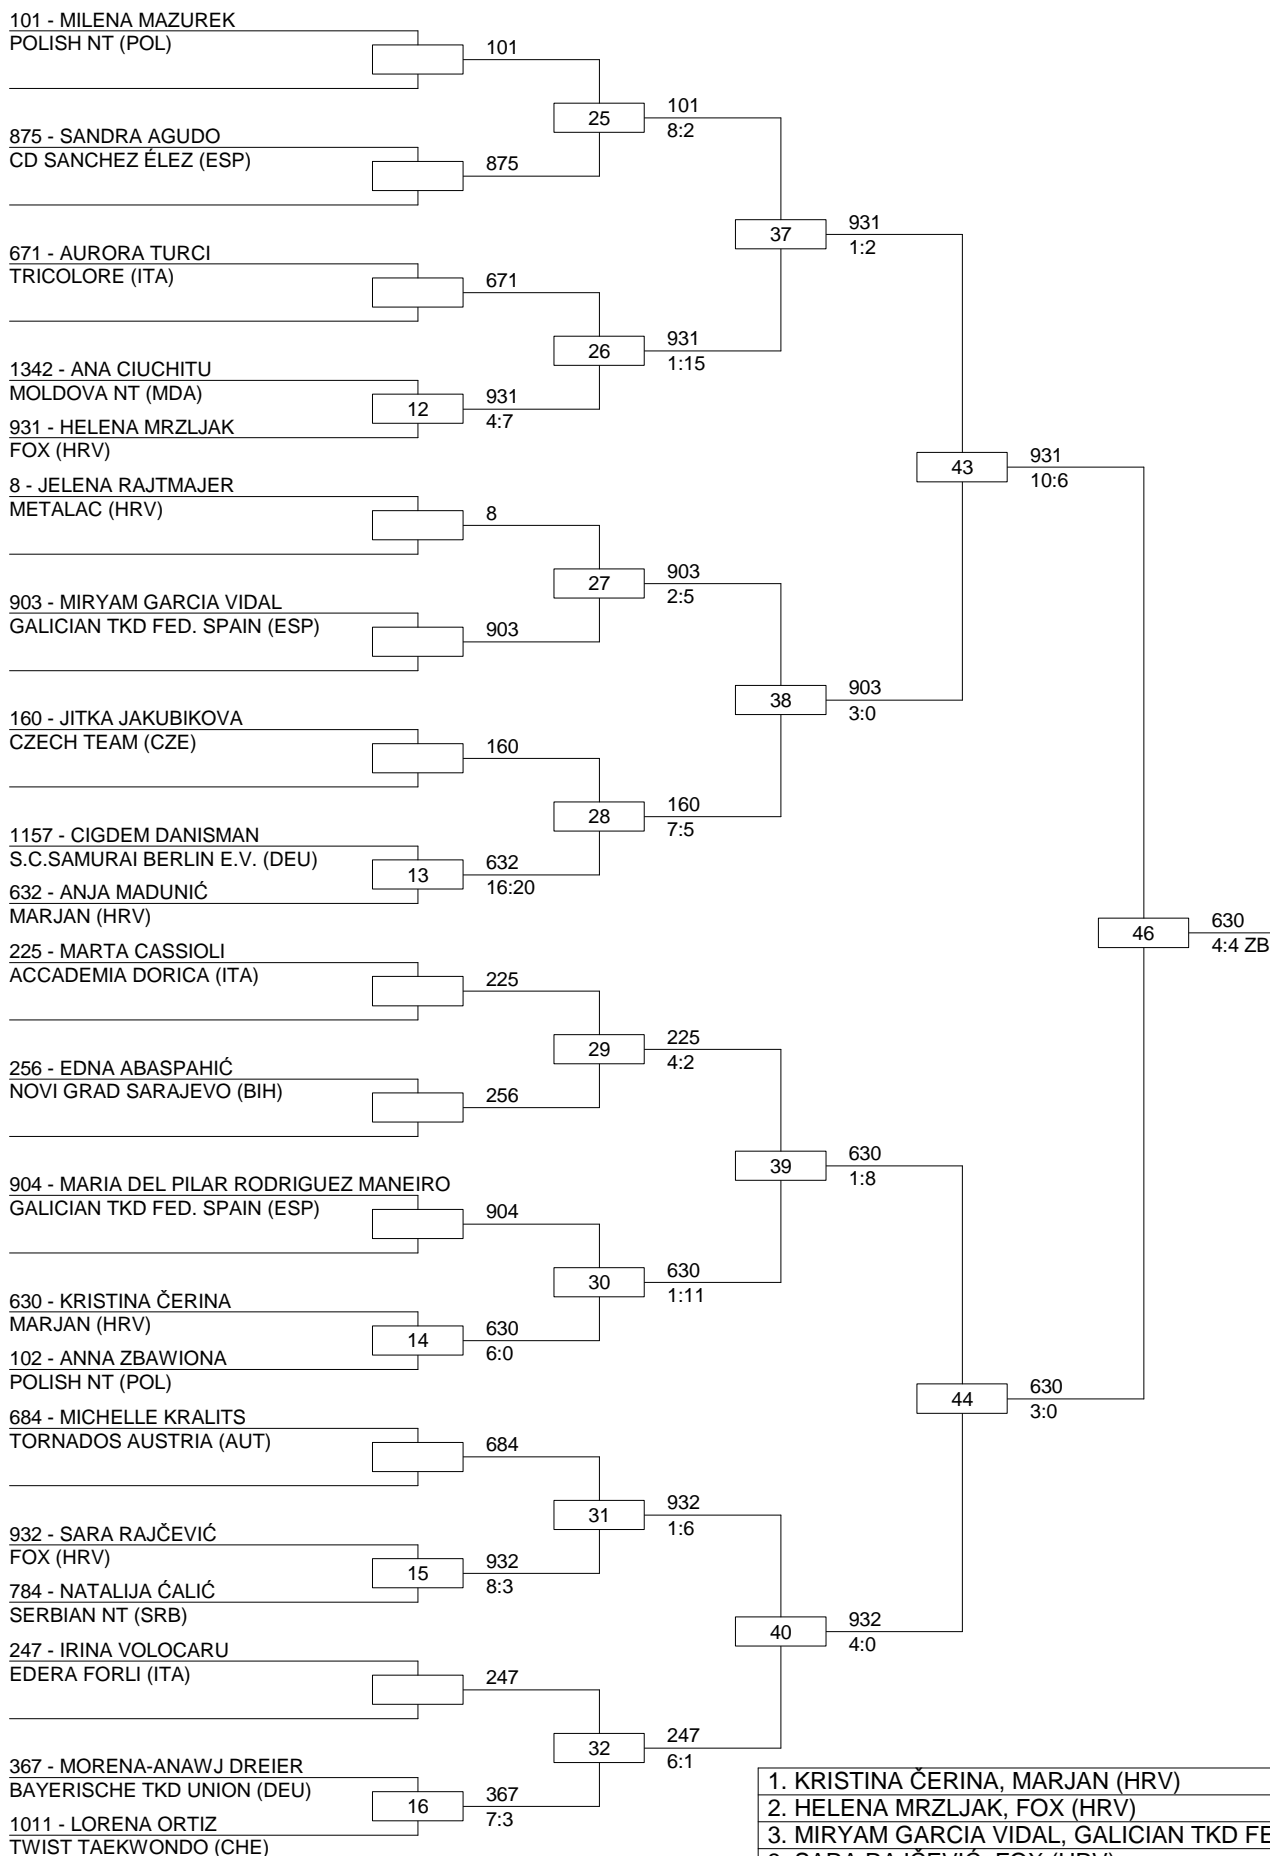 101 - MILENA MAZUREK
POLISH NT (POL)
101
25
101
8:2
875 - SANDRA AGUDO
CD SANCHEZ ÉLEZ (ESP)
875
37
931
1:2
671 - AURORA TURCI
TRICOLORE (ITA)
671
26
931
1:15
1342 - ANA CIUCHITU
MOLDOVA NT (MDA)
12
931
4:7
931 - HELENA MRZLJAK
FOX (HRV)
43
931
10:6
8 - JELENA RAJTMAJER
METALAC (HRV)
8
27
903
2:5
903 - MIRYAM GARCIA VIDAL
GALICIAN TKD FED. SPAIN (ESP)
903
38
903
3:0
160 - JITKA JAKUBIKOVA
CZECH TEAM (CZE)
160
28
160
7:5
1157 - CIGDEM DANISMAN
S.C.SAMURAI BERLIN E.V. (DEU)
13
632
16:20
632 - ANJA MADUNIĆ
MARJAN (HRV)
46
630
4:4 ZB
225 - MARTA CASSIOLI
ACCADEMIA DORICA (ITA)
225
29
225
4:2
256 - EDNA ABASPAHIĆ
NOVI GRAD SARAJEVO (BIH)
256
39
630
1:8
904 - MARIA DEL PILAR RODRIGUEZ MANEIRO
GALICIAN TKD FED. SPAIN (ESP)
904
30
630
1:11
630 - KRISTINA ČERINA
MARJAN (HRV)
14
630
6:0
102 - ANNA ZBAWIONA
POLISH NT (POL)
44
630
3:0
684 - MICHELLE KRALITS
TORNADOS AUSTRIA (AUT)
684
31
932
1:6
932 - SARA RAJČEVIĆ
FOX (HRV)
15
932
8:3
784 - NATALIJA ĆALIĆ
SERBIAN NT (SRB)
40
932
4:0
247 - IRINA VOLOCARU
EDERA FORLI (ITA)
247
32
247
6:1
367 - MORENA-ANAWJ DREIER
BAYERISCHE TKD UNION (DEU)
16
367
7:3
1011 - LORENA ORTIZ
TWIST TAEKWONDO (CHE)
1. KRISTINA ČERINA, MARJAN (HRV)
2. HELENA MRZLJAK, FOX (HRV)
3. MIRYAM GARCIA VIDAL, GALICIAN TKD FE
3. SARA RAJČEVIĆ, FOX (HRV)